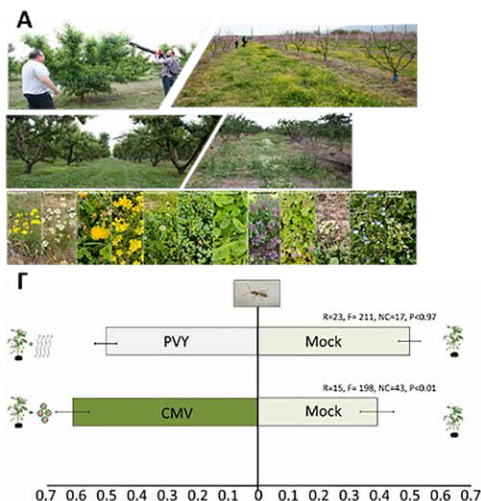 Α
Γ
R=23, F= 211, NC=17, P<0.97
PVY
Mock
R=15, F= 198, NC=43, P<0.01
CMV
Mock
0.7 0.6 0.5 0.4 0.3 0.2 0.1 0 0.1 0.2 0.3 0.4 0.5 0.6 0.7